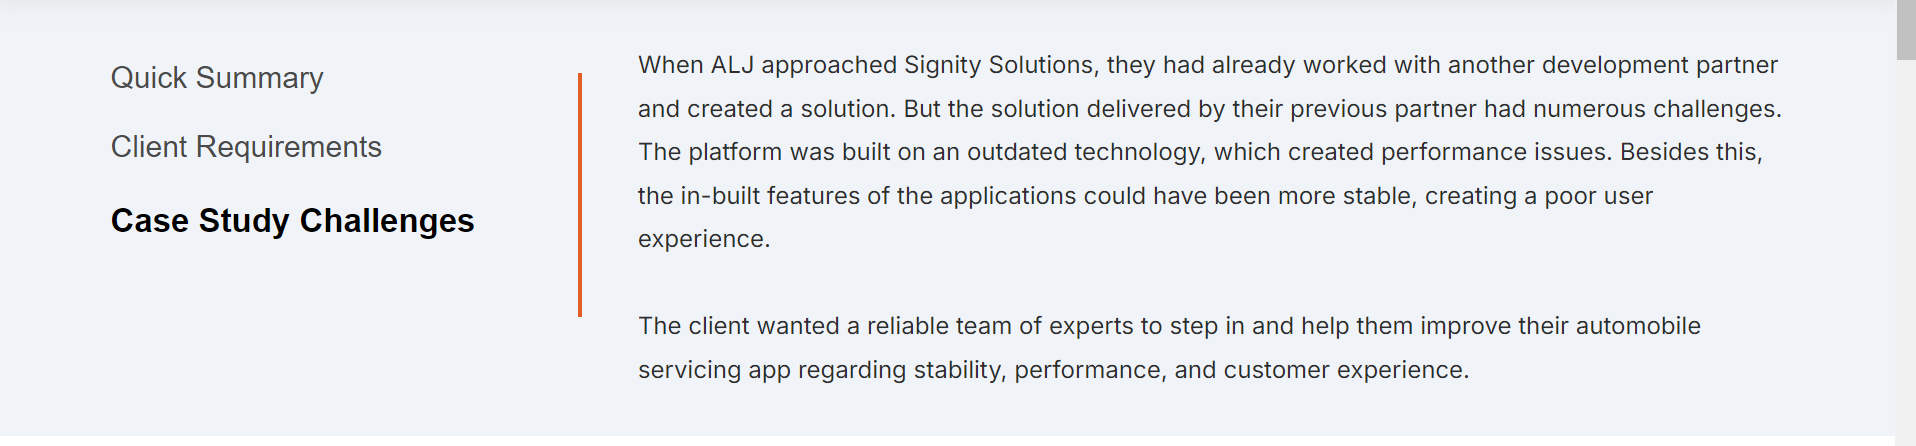 Quick Summary
Client Requirements
Case Study Challenges
When ALJ approached Signity Solutions, they had already worked with another development partner
and created a solution. But the solution delivered by their previous partner had numerous challenges.
The platform was built on an outdated technology, which created performance issues. Besides this,
the in-built features of the applications could have been more stable, creating a poor user
experience.
The client wanted a reliable team of experts to step in and help them improve their automobile
servicing app regarding stability, performance, and customer experience.